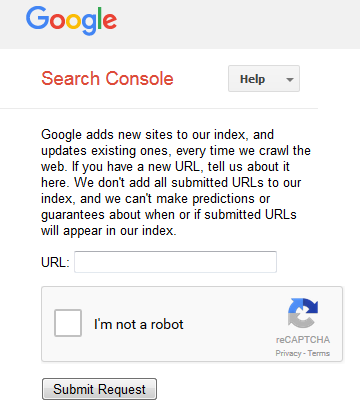 Google
Search Console
Help
Google adds new sites to our index, and
updates existing ones, every time we crawl the
web. If you have a new URL, tell us about it
here. We don't add all submitted URLs to our
index, and we can't make predictions or
guarantees about when or if submitted URLs
will appear in our index.
URL:
I'm not a robot
reCAPTCHA
Privacy - Terms
Submit Request